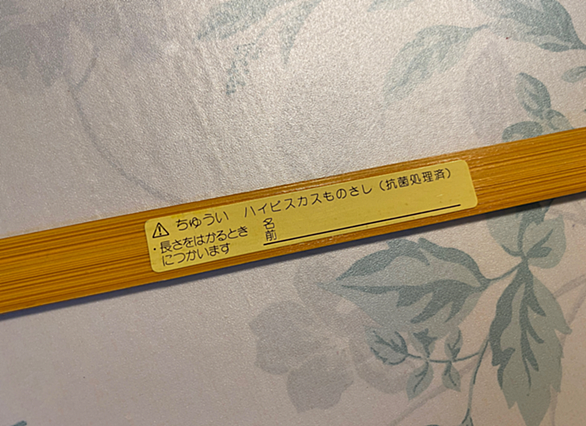 ⚠ ちゅうい ハイビスカスものさし(抗菌処理済)
・長さをはかるとき
につかいます
名前